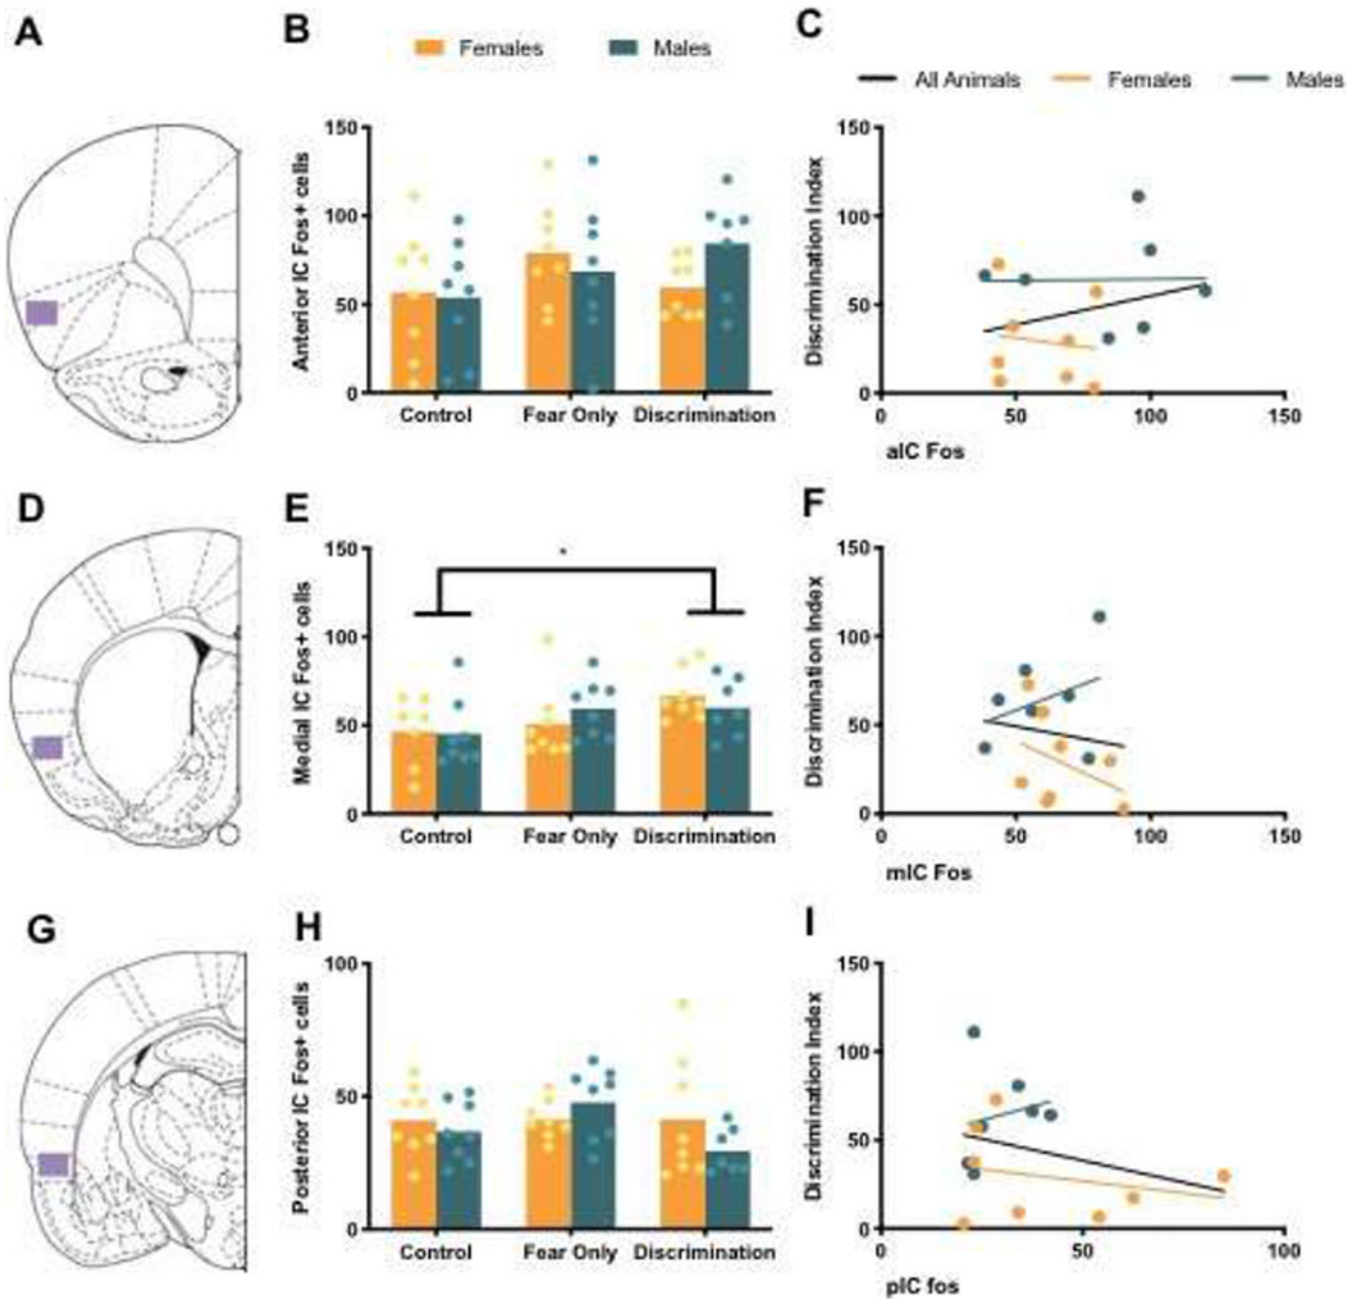 A
B
Females Males
C
All Animals Females Males
Anterior IC Fos+ cells
150
100
50
0
Control Fear Only Discrimination
Discrimination Index
150
100
50
0
0 50 100 150
aIC Fos
D
E
*
Medial IC Fos+ cells
150
100
50
0
Control Fear Only Discrimination
F
Discrimination Index
150
100
50
0
0 50 100 150
mIC Fos
G
H
Posterior IC Fos+ cells
100
50
0
Control Fear Only Discrimination
I
Discrimination Index
150
100
50
0
0 50 100
pIC fos